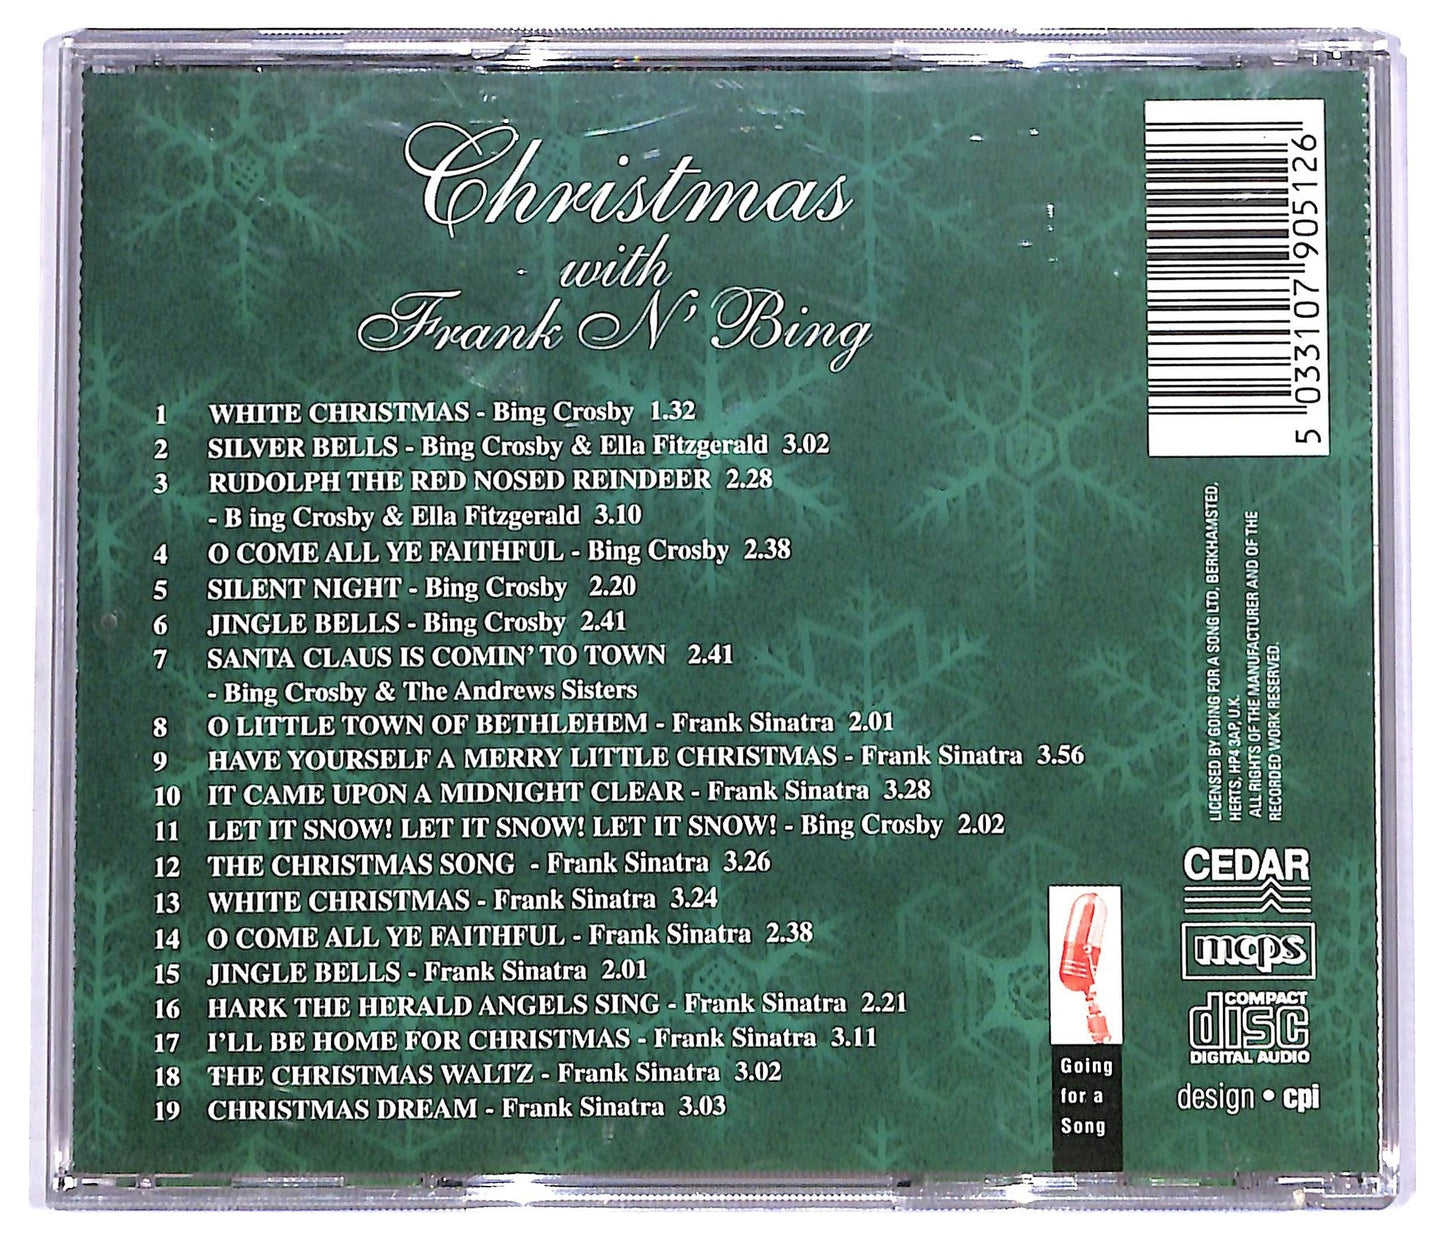 Christmas
with
Frank N' Bing
1 WHITE CHRISTMAS - Bing Crosby 1.32
2 SILVER BELLS - Bing Crosby & Ella Fitzgerald 3.02
3 RUDOLPH THE RED NOSED REINDEER 2.28
- B ing Crosby & Ella Fitzgerald 3.10
4 O COME ALL YE FAITHFUL - Bing Crosby 2.38
5 SILENT NIGHT - Bing Crosby 2.20
6 JINGLE BELLS - Bing Crosby 2.41
7 SANTA CLAUS IS COMIN' TO TOWN 2.41
- Bing Crosby & The Andrews Sisters
8 O LITTLE TOWN OF BETHLEHEM - Frank Sinatra 2.01
9 HAVE YOURSELF A MERRY LITTLE CHRISTMAS - Frank Sinatra 3.56
10 IT CAME UPON A MIDNIGHT CLEAR - Frank Sinatra 3.28
11 LET IT SNOW! LET IT SNOW! LET IT SNOW! - Bing Crosby 2.02
12 THE CHRISTMAS SONG - Frank Sinatra 3.26
13 WHITE CHRISTMAS - Frank Sinatra 3.24
14 O COME ALL YE FAITHFUL - Frank Sinatra 2.38
15 JINGLE BELLS - Frank Sinatra 2.01
16 HARK THE HERALD ANGELS SING - Frank Sinatra 2.21
17 I'LL BE HOME FOR CHRISTMAS - Frank Sinatra 3.11
18 THE CHRISTMAS WALTZ - Frank Sinatra 3.02
19 CHRISTMAS DREAM - Frank Sinatra 3.03
5 033107 905126
LICENSED BY GOING FOR A SONG LTD, BERKHAMSTED,
HERTS, HP4 3AP, U.K.
ALL RIGHTS OF THE MANUFACTURER AND OF THE
RECORDED WORK RESERVED.
CEDAR
mcps
COMPACT
disc
DIGITAL AUDIO
design • cpi
Going
for a
Song